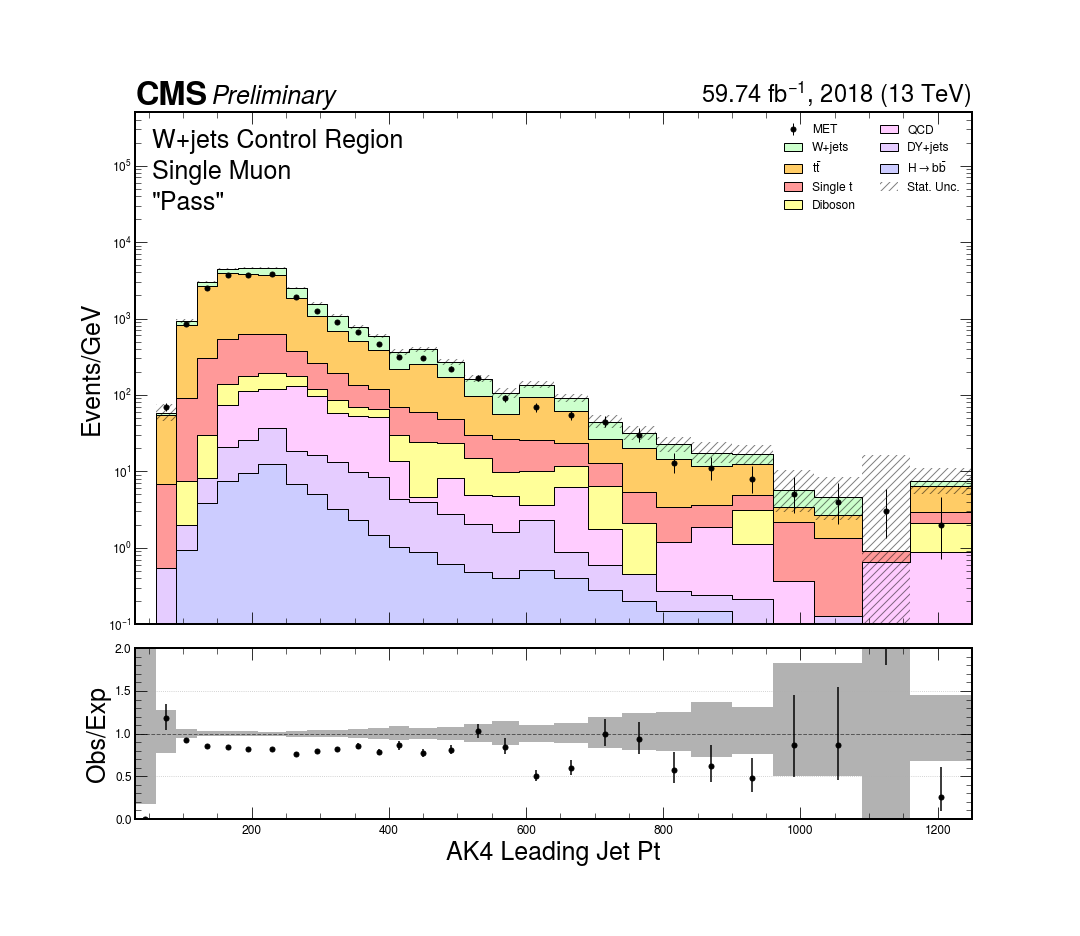 CMS Preliminary 59.74 fb⁻¹, 2018 (13 TeV)
W+jets Control Region
Single Muon
"Pass"
MET
W+jets
tt̄
Single t
Diboson
QCD
DY+jets
H→bb̄
Stat. Unc.
Events/GeV
10⁵
10⁴
10³
10²
10¹
10⁰
10⁻¹
Obs/Exp
2.0
1.5
1.0
0.5
0.0
200 400 600 800 1000 1200
AK4 Leading Jet Pt